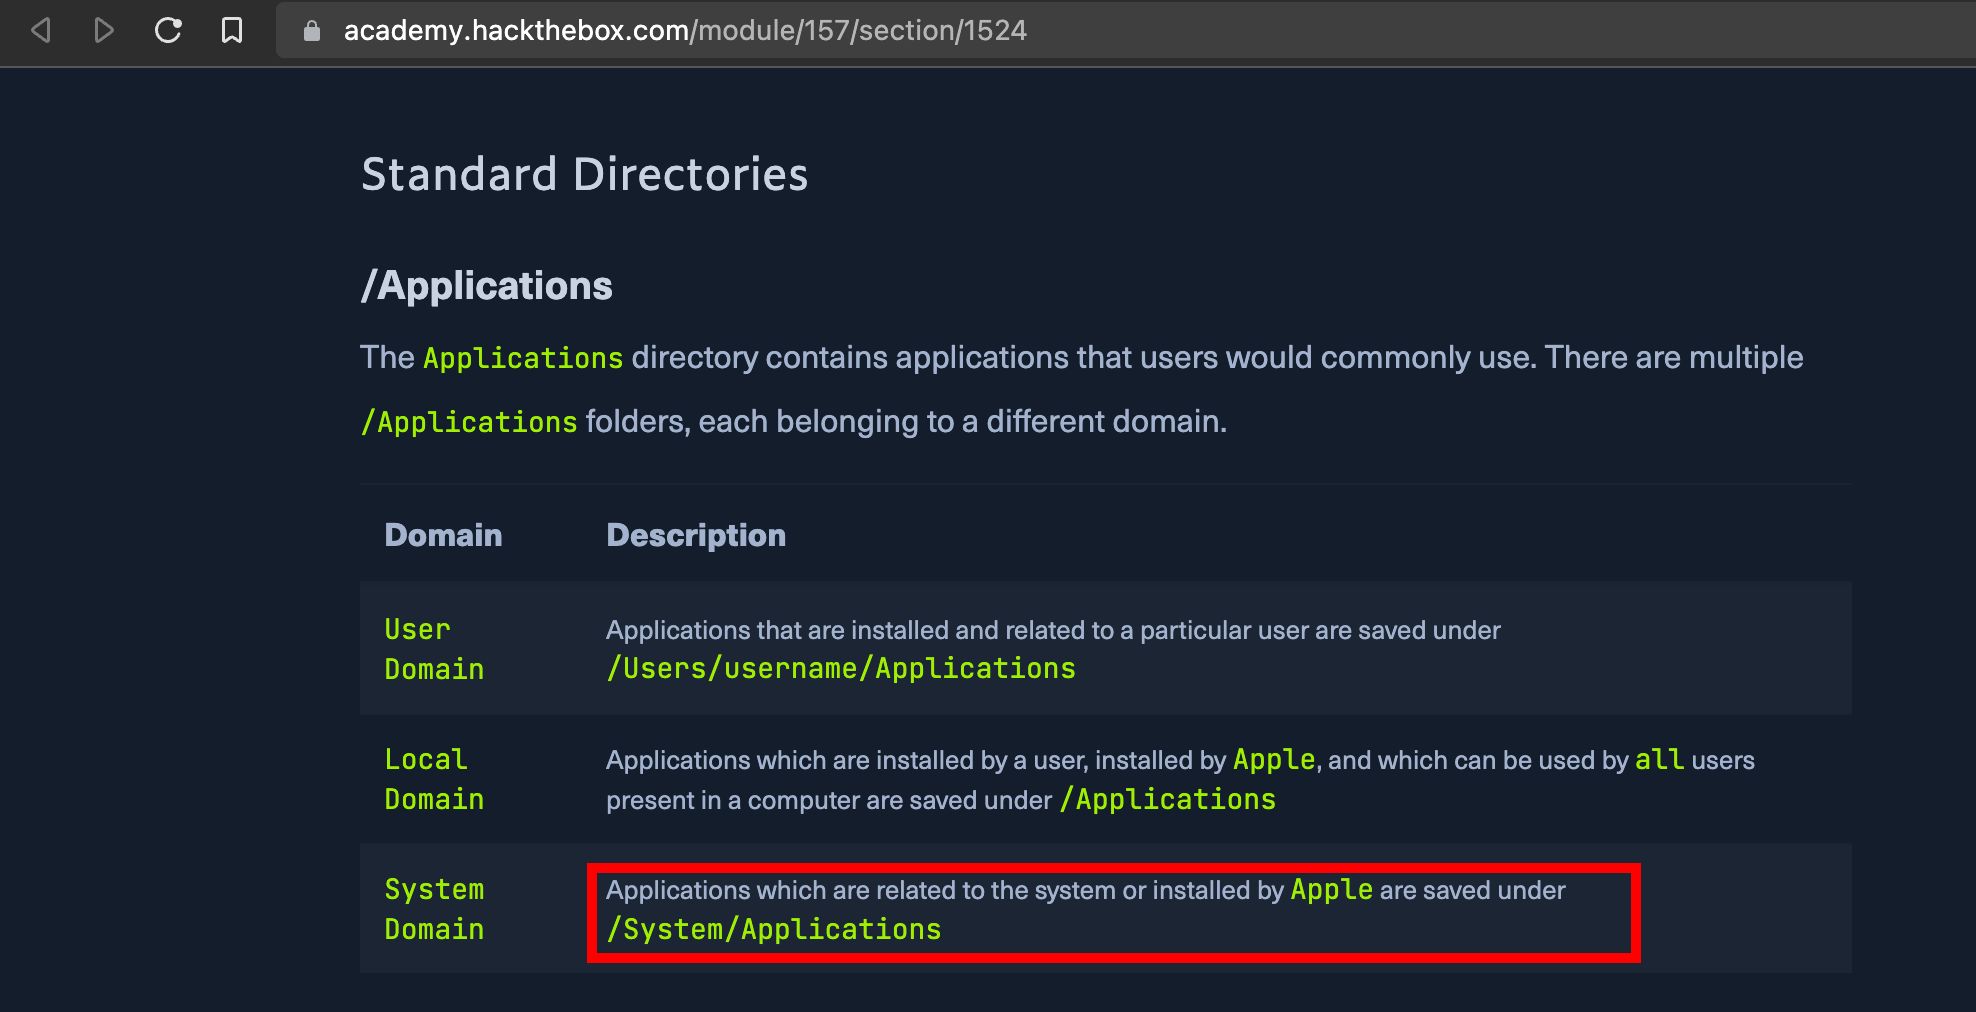 academy.hackthebox.com/module/157/section/1524
Standard Directories
/Applications
The Applications directory contains applications that users would commonly use. There are multiple
/Applications folders, each belonging to a different domain.
Domain Description
User Domain
Applications that are installed and related to a particular user are saved under
/Users/username/Applications
Local Domain
Applications which are installed by a user, installed by Apple, and which can be used by all users
present in a computer are saved under /Applications
System Domain
Applications which are related to the system or installed by Apple are saved under
/System/Applications